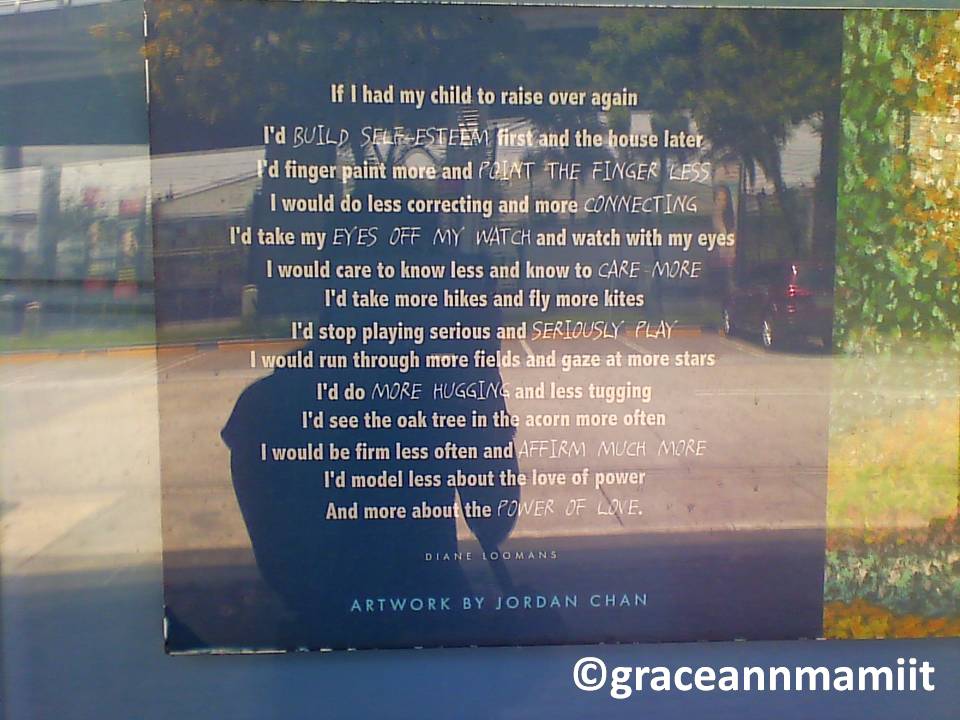 If I had my child to raise over again
I'd BUILD SELF-ESTEEM first and the house later
I'd finger paint more and POINT THE FINGER LESS
I would do less correcting and more CONNECTING
I'd take my EYES OFF MY WATCH and watch with my eyes
I would care to know less and know to CARE MORE
I'd take more hikes and fly more kites
I'd stop playing serious and SERIOUSLY PLAY
I would run through more fields and gaze at more stars
I'd do MORE HUGGING and less tugging
I'd see the oak tree in the acorn more often
I would be firm less often and AFFIRM MUCH MORE
I'd model less about the love of power
And more about the POWER OF LOVE.
DIANE LOOMANS
ARTWORK BY JORDAN CHAN
©graceannmamiit